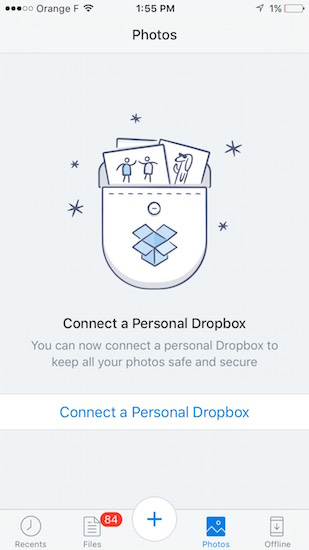 Orange F 1:55 PM 1%
Photos
Connect a Personal Dropbox
You can now connect a personal Dropbox to
keep all your photos safe and secure
Connect a Personal Dropbox
84
Recents Files Photos Offline